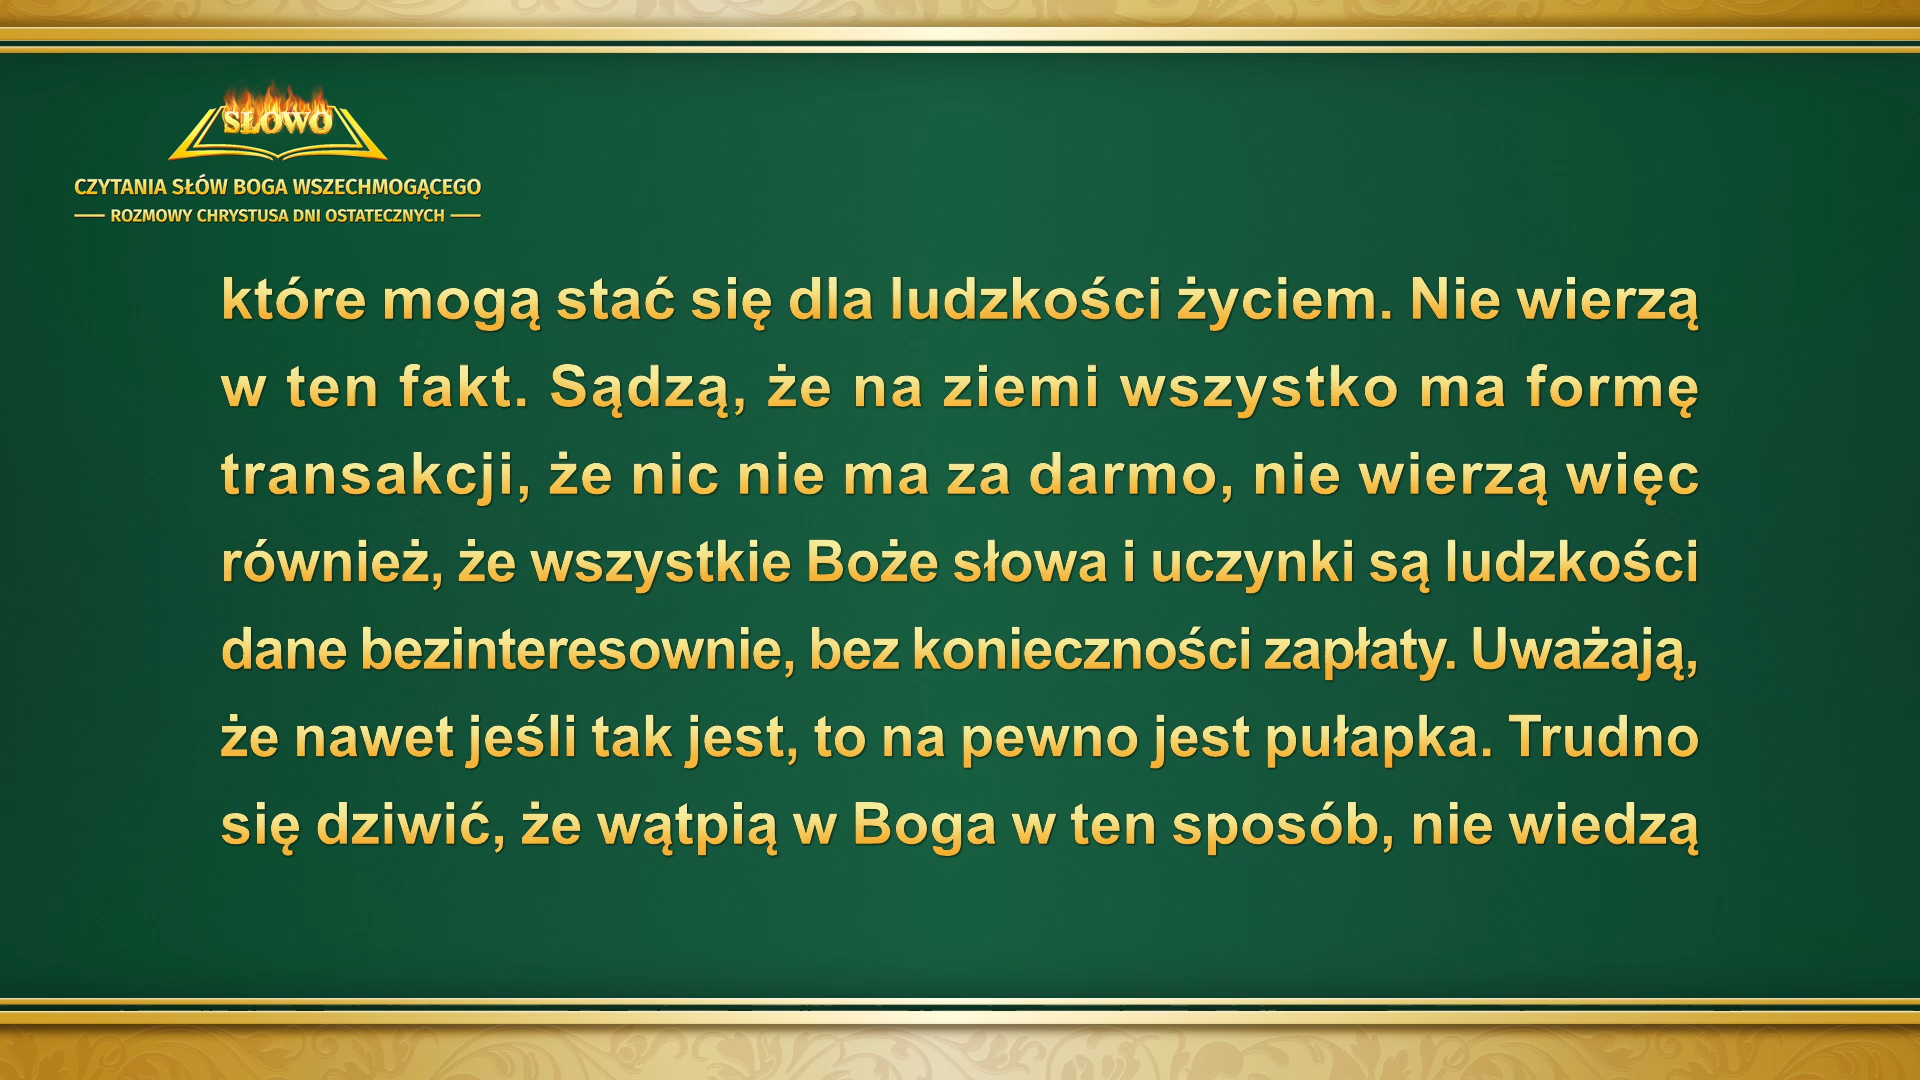 SŁOWO
CZYTANIA SŁÓW BOGA WSZECHMOGĄCEGO
ROZMOWY CHRYSTUSA DNI OSTATECZNYCH
które mogą stać się dla ludzkości życiem. Nie wierzą
w ten fakt. Sądzą, że na ziemi wszystko ma formę
transakcji, że nic nie ma za darmo, nie wierzą więc
również, że wszystkie Boże słowa i uczynki są ludzkości
dane bezinteresownie, bez konieczności zapłaty. Uważają,
że nawet jeśli tak jest, to na pewno jest pułapka. Trudno
się dziwić, że wątpią w Boga w ten sposób, nie wiedzą